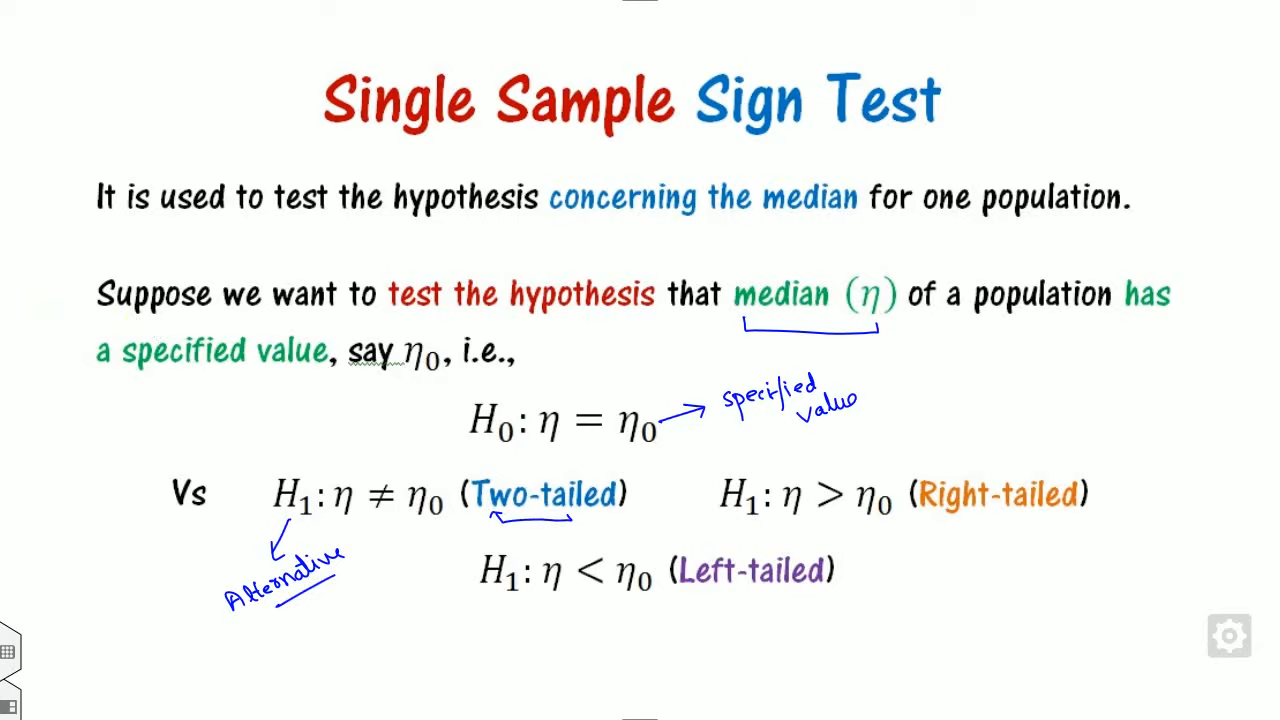 Single Sample Sign Test
It is used to test the hypothesis concerning the median for one population.
Suppose we want to test the hypothesis that median (η) of a population has
a specified value, say η₀, i.e.,
H₀: η = η₀
specified
value
Vs H₁: η ≠ η₀ (Two-tailed) H₁: η > η₀ (Right-tailed)
Alternative
H₁: η < η₀ (Left-tailed)